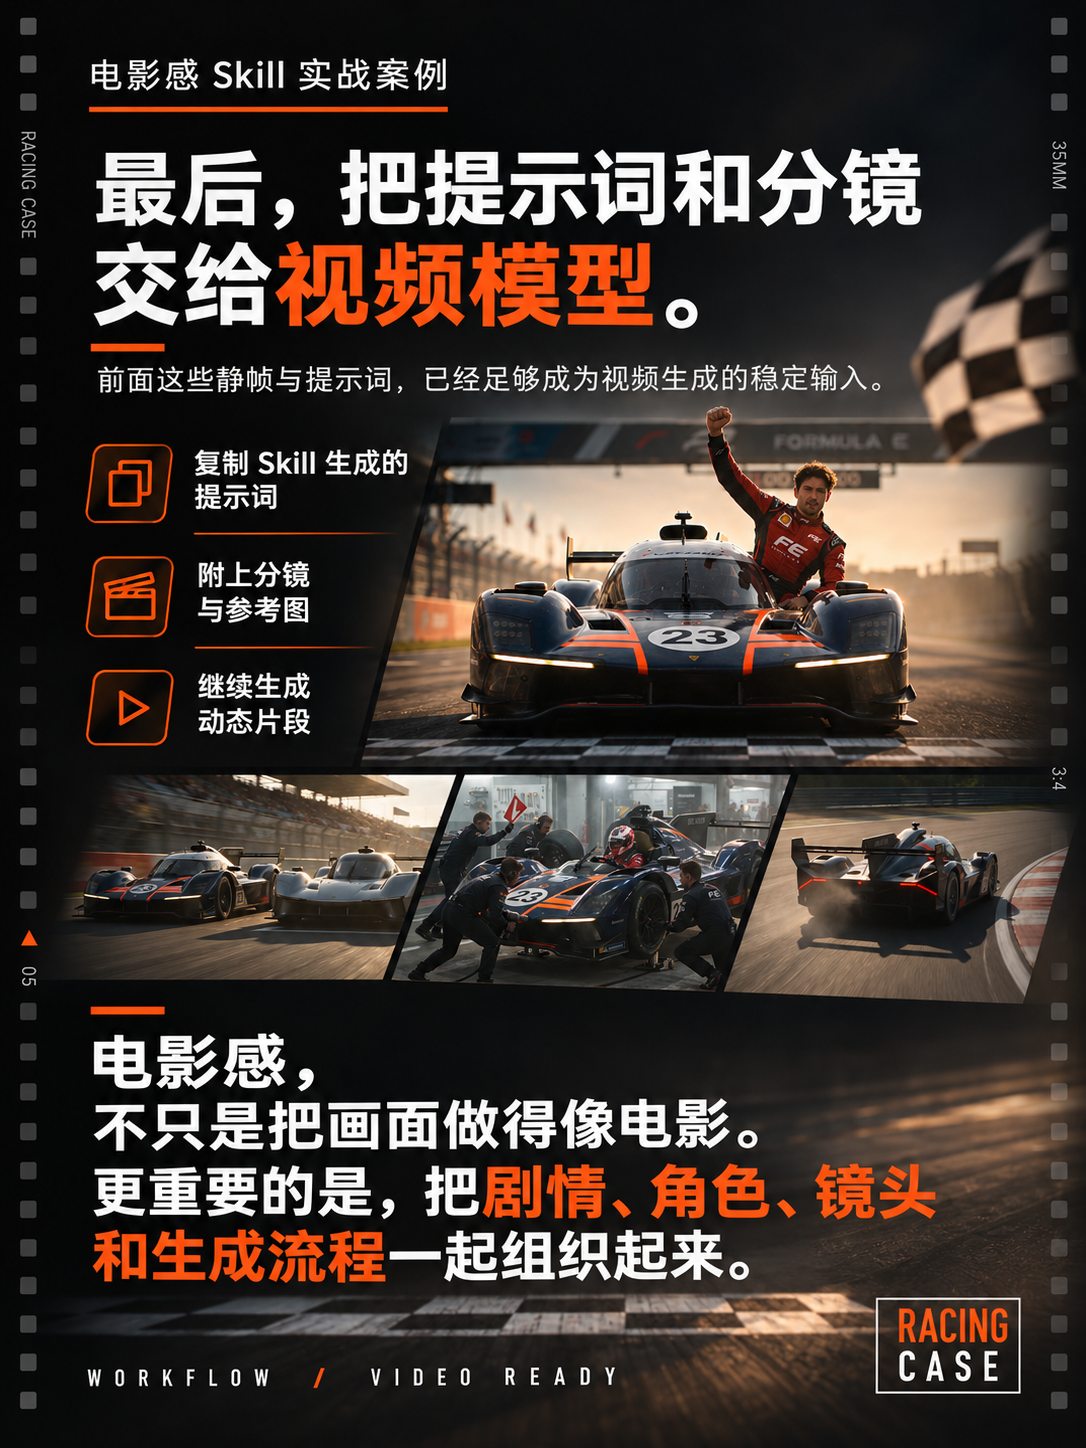 电影感 Skill 实战案例
最后，把提示词和分镜
交给视频模型。
前面这些静帧与提示词，已经足够成为视频生成的稳定输入。
复制 Skill 生成的
提示词
附上分镜
与参考图
继续生成
动态片段
RACING CASE
35MM
FORMULA E
FE
23
3:4
23
23
05
电影感，
不只是把画面做得像电影。
更重要的是，把剧情、角色、镜头
和生成流程一起组织起来。
WORKFLOW / VIDEO READY
RACING
CASE